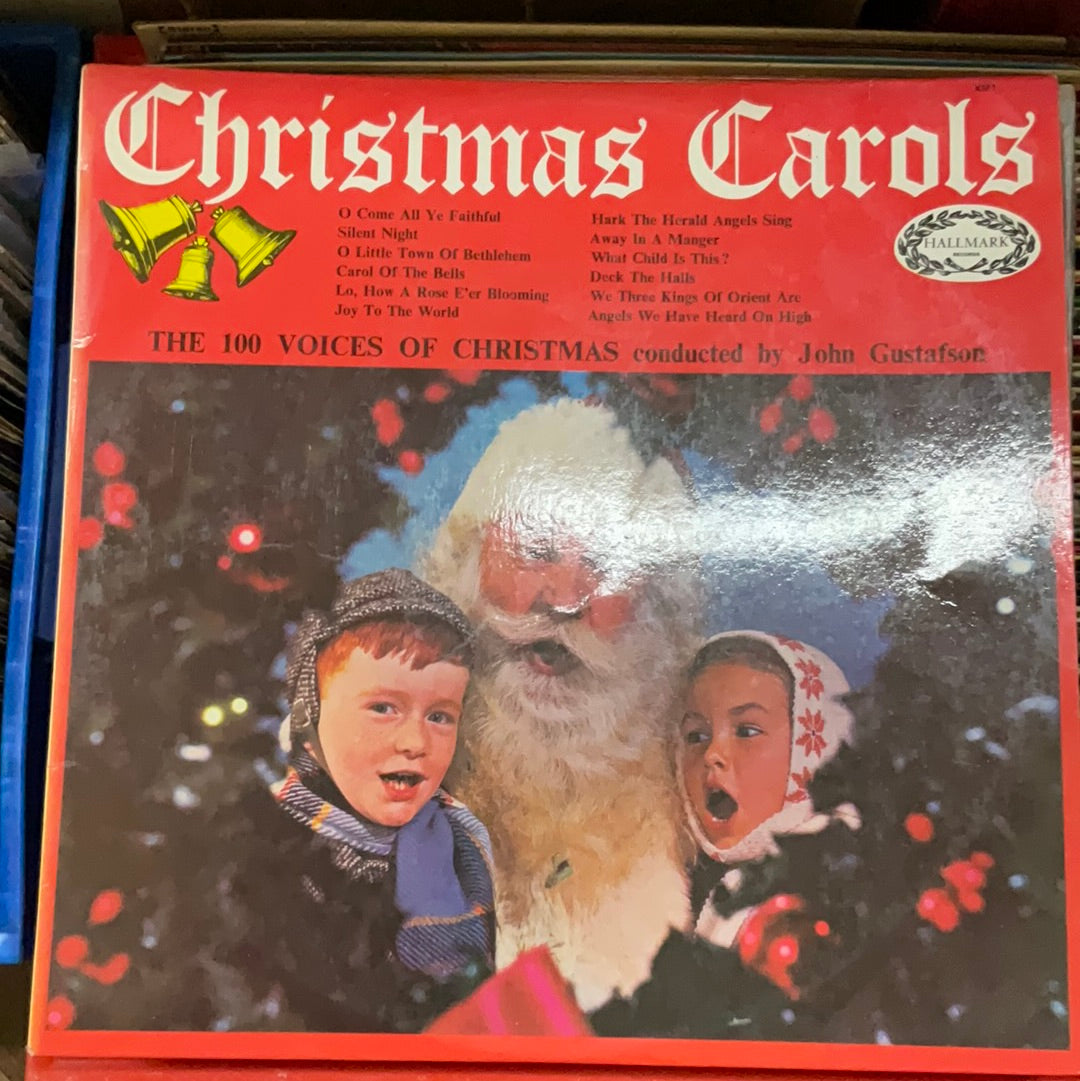 Christmas Carols
O Come All Ye Faithful
Silent Night
O Little Town Of Bethlehem
Carol Of The Bells
Lo, How A Rose E'er Blooming
Joy To The World
Hark The Herald Angels Sing
Away In A Manger
What Child Is This?
Deck The Halls
We Three Kings Of Orient Are
Angels We Have Heard On High
HALLMARK
RECORDS
THE 100 VOICES OF CHRISTMAS conducted by John Gustafson